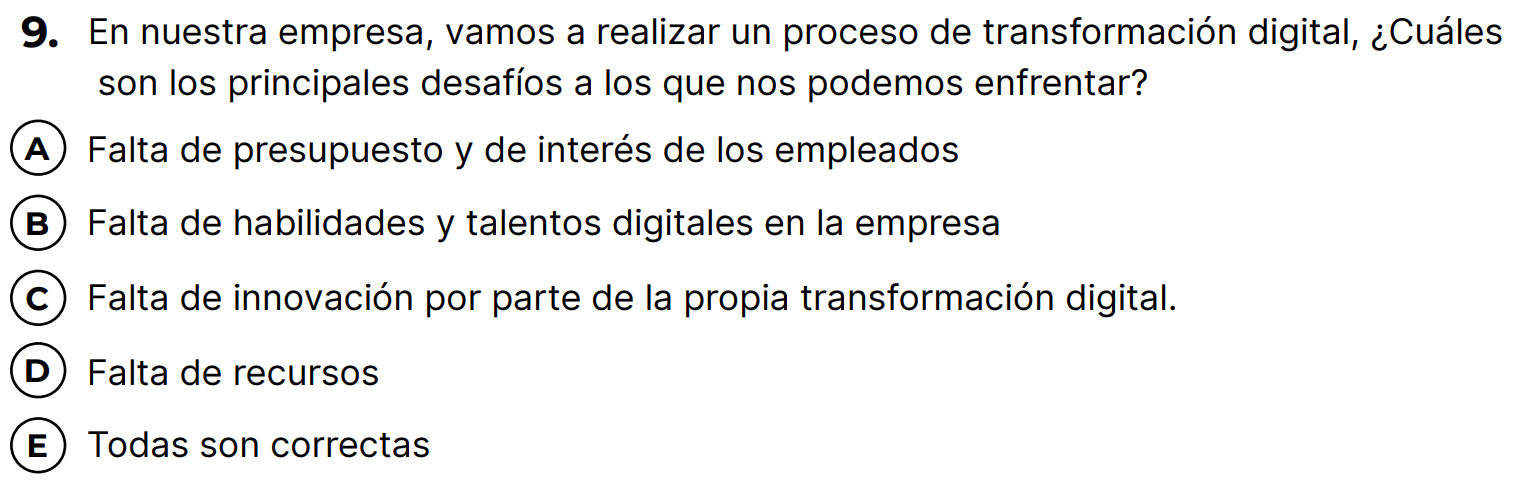 9. En nuestra empresa, vamos a realizar un proceso de transformación digital, ¿Cuáles
son los principales desafíos a los que nos podemos enfrentar?
A Falta de presupuesto y de interés de los empleados
B Falta de habilidades y talentos digitales en la empresa
C Falta de innovación por parte de la propia transformación digital.
D Falta de recursos
E Todas son correctas